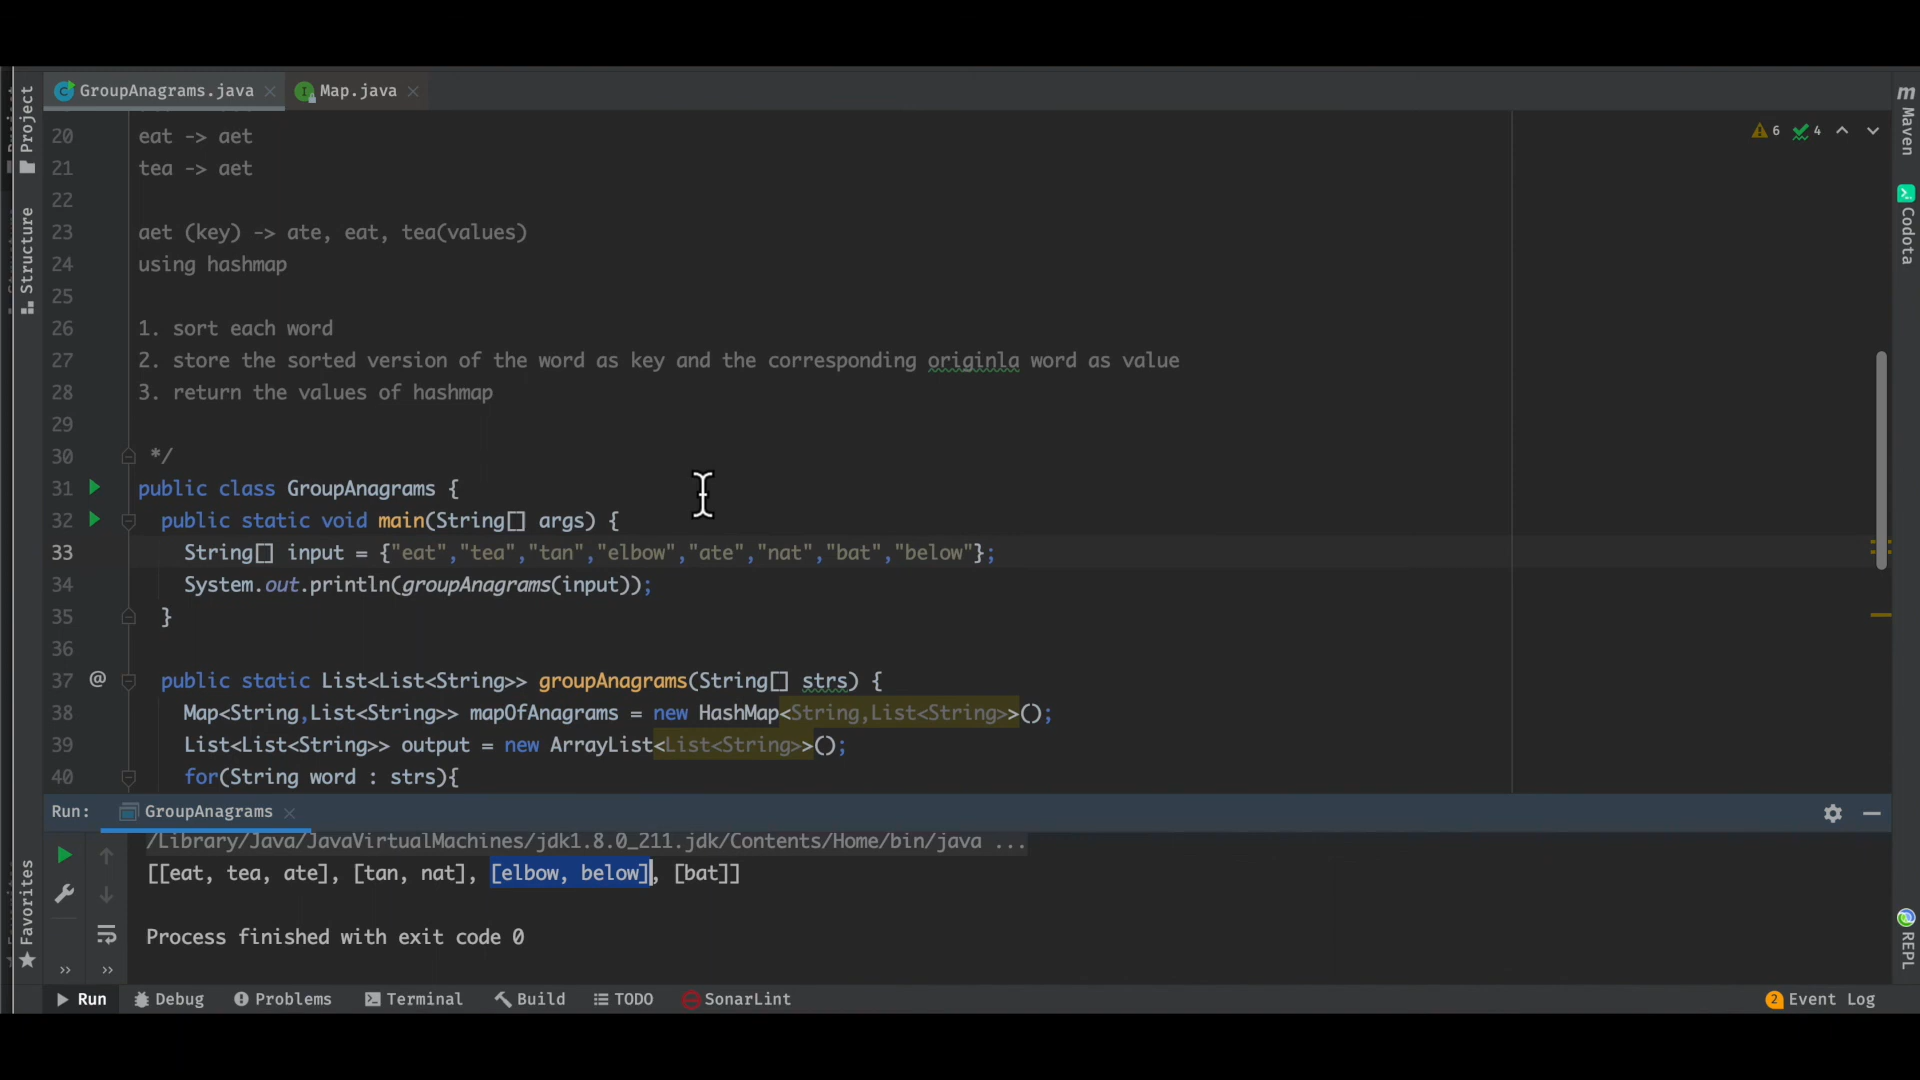 GroupAnagrams.java
Map.java
Project
Structure
Favorites
Maven
Codota
REPL
6 4
20 eat -> aet
21 tea -> aet
22
23 aet (key) -> ate, eat, tea(values)
24 using hashmap
25
26 1. sort each word
27 2. store the sorted version of the word as key and the corresponding originla word as value
28 3. return the values of hashmap
29
30 */
31 public class GroupAnagrams {
32 public static void main(String[] args) {
33 String[] input = {"eat","tea","tan","elbow","ate","nat","bat","below"};
34 System.out.println(groupAnagrams(input));
35 }
36
37 @ public static List<List<String>> groupAnagrams(String[] strs) {
38 Map<String,List<String>> mapOfAnagrams = new HashMap<String,List<String>>();
39 List<List<String>> output = new ArrayList<List<String>>();
40 for(String word : strs){
Run: GroupAnagrams
/Library/Java/JavaVirtualMachines/jdk1.8.0_211.jdk/Contents/Home/bin/java ...
[[eat, tea, ate], [tan, nat], [elbow, below], [bat]]
Process finished with exit code 0
Run Debug Problems Terminal Build TODO SonarLint 2 Event Log